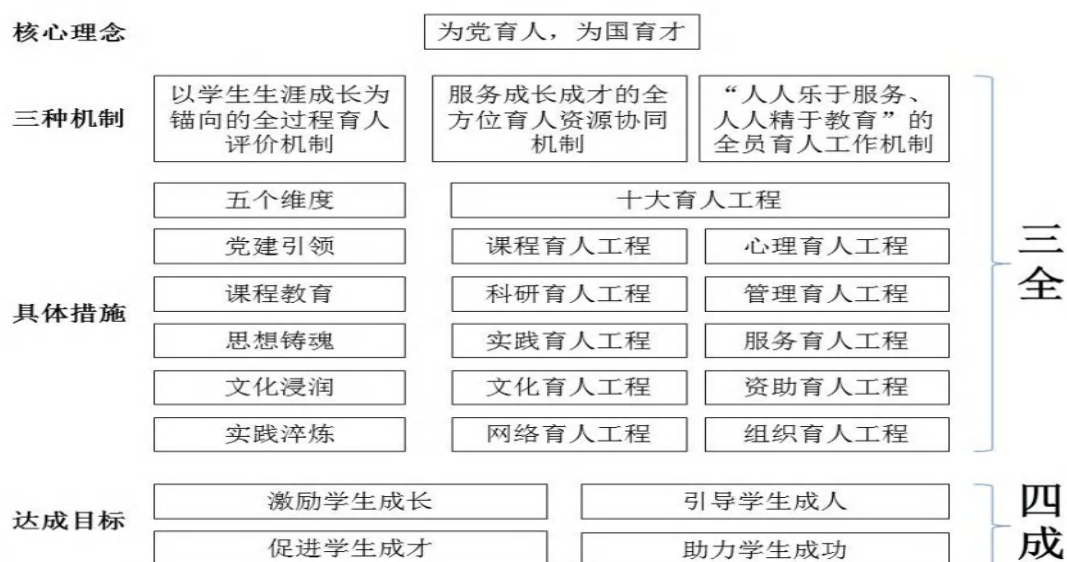 核心理念
为党育人，为国育才
三种机制
以学生生涯成长为
锚向的全过程育人
评价机制
服务成长成才的全
方位育人资源协同
机制
“人人乐于服务、
人人精于教育”的
全员育人工作机制
具体措施
五个维度
十大育人工程
党建引领
课程育人工程
心理育人工程
课程教育
科研育人工程
管理育人工程
思想铸魂
实践育人工程
服务育人工程
文化浸润
文化育人工程
资助育人工程
实践淬炼
网络育人工程
组织育人工程
三全
达成目标
激励学生成长
引导学生成人
促进学生成才
助力学生成功
四成